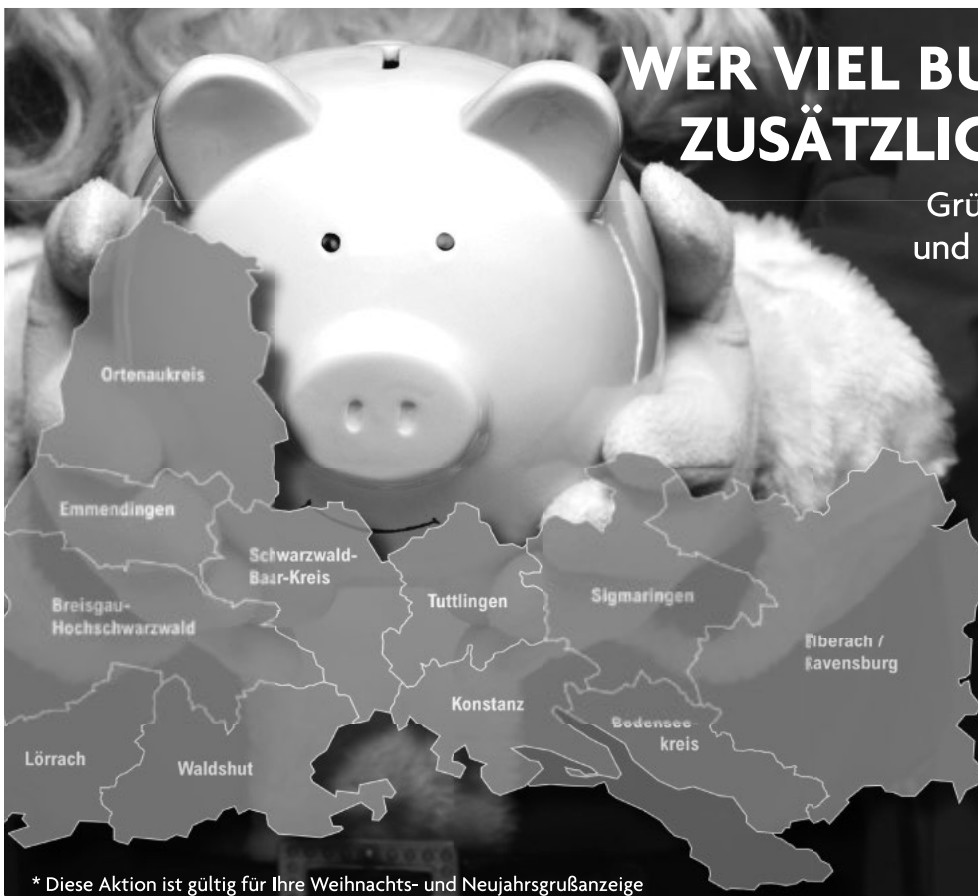 WER VIEL BU
ZUSÄTZLIC
Grü
und
Ortenaukreis
Emmendingen
Schwarzwald-
Baar-Kreis
Tuttlingen
Sigmaringen
Breisgau-
Hochschwarzwald
Biberach /
Ravensburg
Konstanz
Bodensee-
kreis
Lörrach
Waldshut
* Diese Aktion ist gültig für Ihre Weihnachts- und Neujahrsgrußanzeige